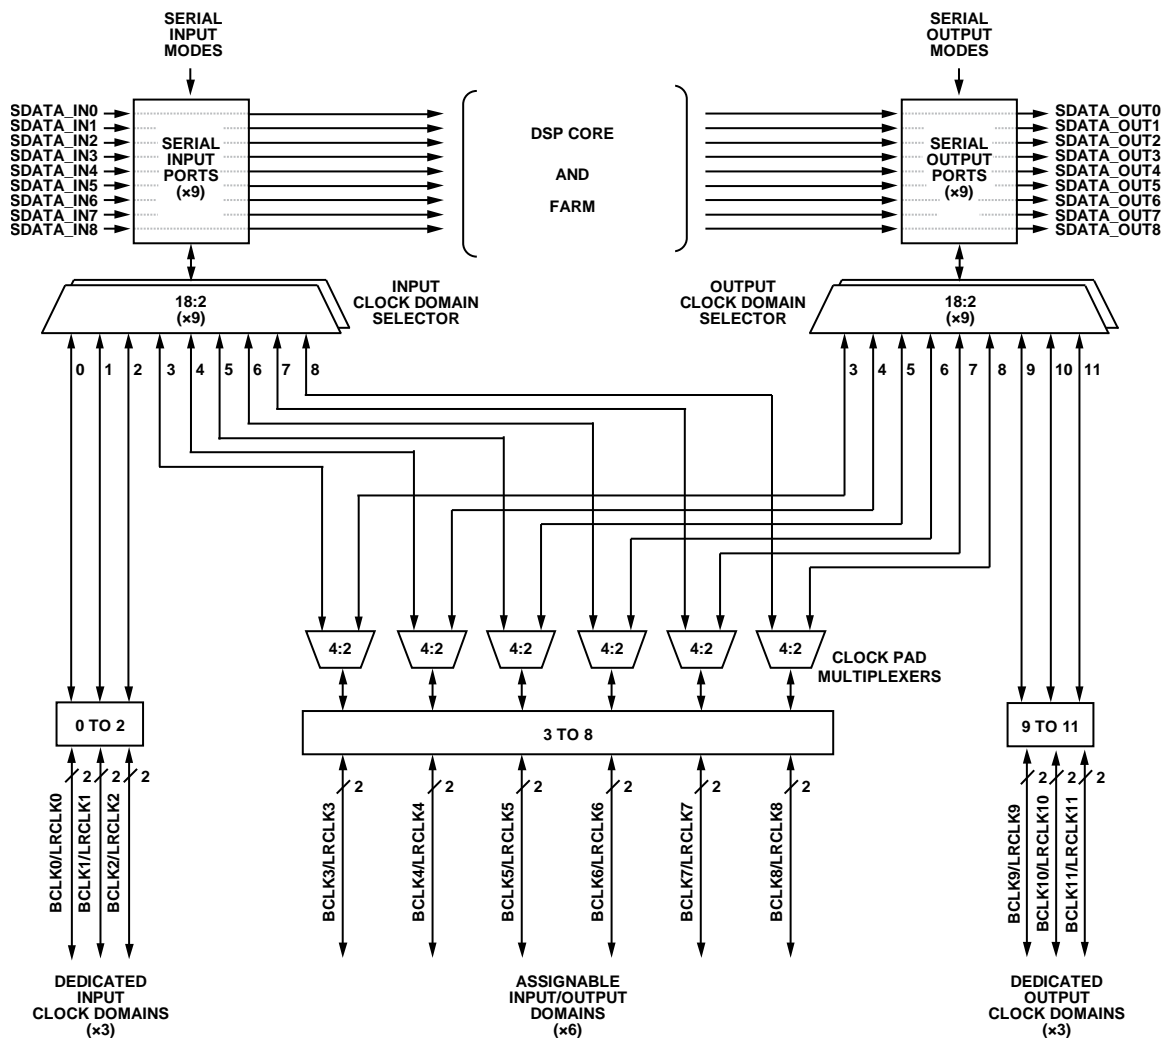 SERIAL
INPUT
MODES
SERIAL
OUTPUT
MODES
SDATA_IN0
SDATA_IN1
SDATA_IN2
SDATA_IN3
SDATA_IN4
SDATA_IN5
SDATA_IN6
SDATA_IN7
SDATA_IN8
SERIAL
INPUT
PORTS
(×9)
DSP CORE
AND
FARM
SERIAL
OUTPUT
PORTS
(×9)
SDATA_OUT0
SDATA_OUT1
SDATA_OUT2
SDATA_OUT3
SDATA_OUT4
SDATA_OUT5
SDATA_OUT6
SDATA_OUT7
SDATA_OUT8
18:2
(×9)
INPUT
CLOCK DOMAIN
SELECTOR
OUTPUT
CLOCK DOMAIN
SELECTOR
18:2
(×9)
0 1 2 3 4 5 6 7 8
3 4 5 6 7 8 9 10 11
4:2 4:2 4:2 4:2 4:2 4:2
CLOCK PAD
MULTIPLEXERS
0 TO 2
3 TO 8
9 TO 11
2 2 2
2 2 2 2 2 2
2 2 2
BCLK0/LRCLK0
BCLK1/LRCLK1
BCLK2/LRCLK2
BCLK3/LRCLK3
BCLK4/LRCLK4
BCLK5/LRCLK5
BCLK6/LRCLK6
BCLK7/LRCLK7
BCLK8/LRCLK8
BCLK9/LRCLK9
BCLK10/LRCLK10
BCLK11/LRCLK11
DEDICATED
INPUT
CLOCK DOMAINS
(×3)
ASSIGNABLE
INPUT/OUTPUT
DOMAINS
(×6)
DEDICATED
OUTPUT
CLOCK DOMAINS
(×3)